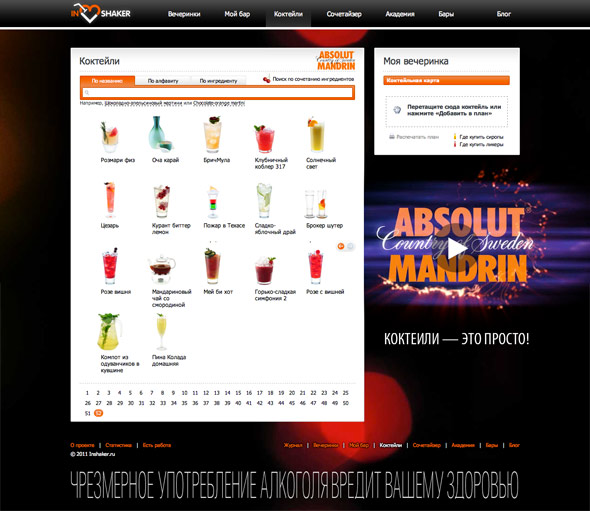 IN SHAKER
Вечеринки Мой бар Коктейли Сочетайзер Академия Бары Блог
Коктейли
ABSOLUT
Country of Sweden
MANDRIN
По названию По алфавиту По ингредиенту Поиск по сочетанию ингредиентов
Например, Шоколадно-апельсиновый мартини или Chocolate-orange martini
Розмари физ Оча карай БричМула Клубничный коблер 317 Солнечный свет
Цезарь Курант биттер лемон Пожар в Техасе Сладко-яблочный драй Брокер шутер
Розе вишня Мандариновый чай со смородиной Мей би хот Горько-сладкая симфония 2 Розе с вишней
Компот из одуванчиков в кувшине Пина Колада домашняя
1 2 3 4 5 6 7 8 9 10 11 12 13 14 15 16 17 18 19 20 21 22 23 24 25
26 27 28 29 30 31 32 33 34 35 36 37 38 39 40 41 42 43 44 45 46 47 48 49 50
51 52
Моя вечеринка
Коктейльная карта
Перетащите сюда коктейль или
нажмите «Добавить в план»
Распечатать план
Где купить сиропы
Где купить ликеры
ABSOLUT
Country of Sweden
MANDRIN
КОКТЕИЛИ — ЭТО ПРОСТО!
О проекте | Статистика | Есть работа
Журнал | Вечеринки | Мой бар | Коктейли | Сочетайзер | Академия | Бары | Блог
© 2011 Inshaker.ru
ЧРЕЗМЕРНОЕ УПОТРЕБЛЕНИЕ АЛКОГОЛЯ ВРЕДИТ ВАШЕМУ ЗДОРОВЬЮ